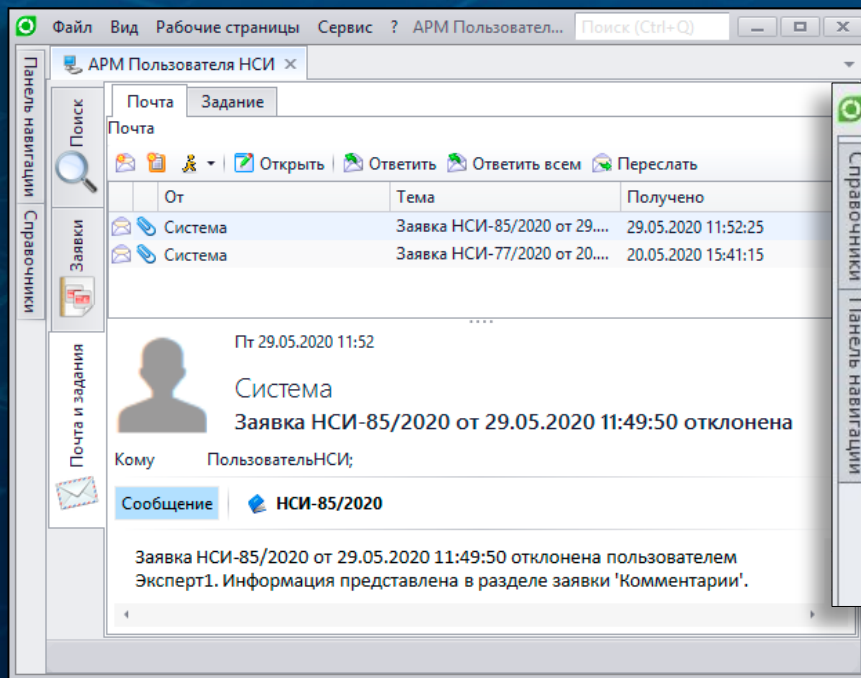 Файл Вид Рабочие страницы Сервис ? АРМ Пользовател... Поиск (Ctrl+Q)
АРМ Пользователя НСИ
Панель навигации
Справочники
Поиск
Заявки
Почта и задания
Почта Задание
Почта
Открыть Ответить Ответить всем Переслать
От Тема Получено
Система Заявка НСИ-85/2020 от 29.... 29.05.2020 11:52:25
Система Заявка НСИ-77/2020 от 20.... 20.05.2020 15:41:15
Пт 29.05.2020 11:52
Система
Заявка НСИ-85/2020 от 29.05.2020 11:49:50 отклонена
Кому ПользовательНСИ;
Сообщение НСИ-85/2020
Заявка НСИ-85/2020 от 29.05.2020 11:49:50 отклонена пользователем
Эксперт1. Информация представлена в разделе заявки 'Комментарии'.
Справочники
Панель навигации